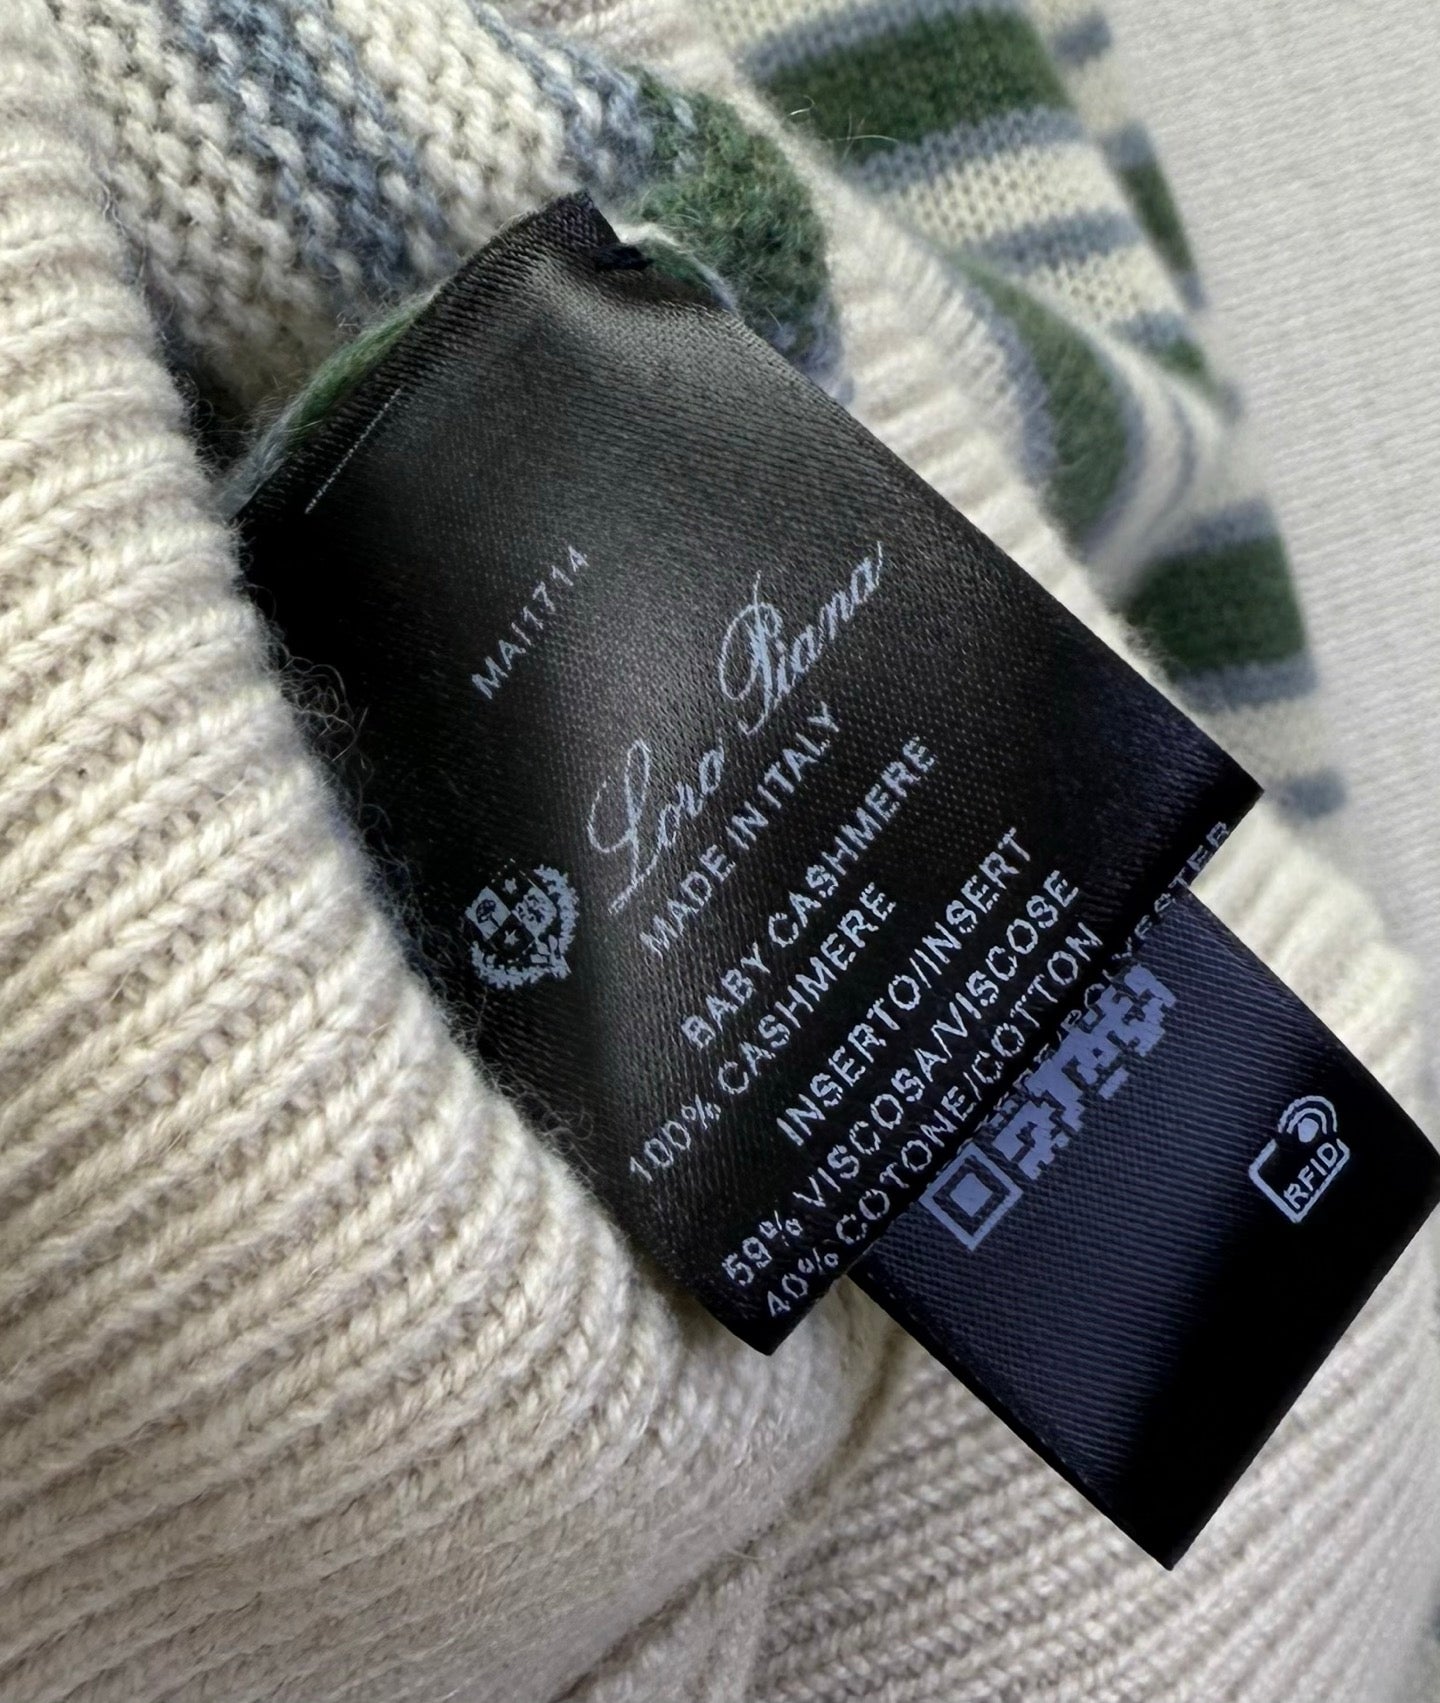 MAI1714
Loro Piana
MADE IN ITALY
BABY CASHMERE
100% CASHMERE
INSERTO/INSERT
59% VISCOSA/VISCOSE
40% COTONE/COTTON
RFID